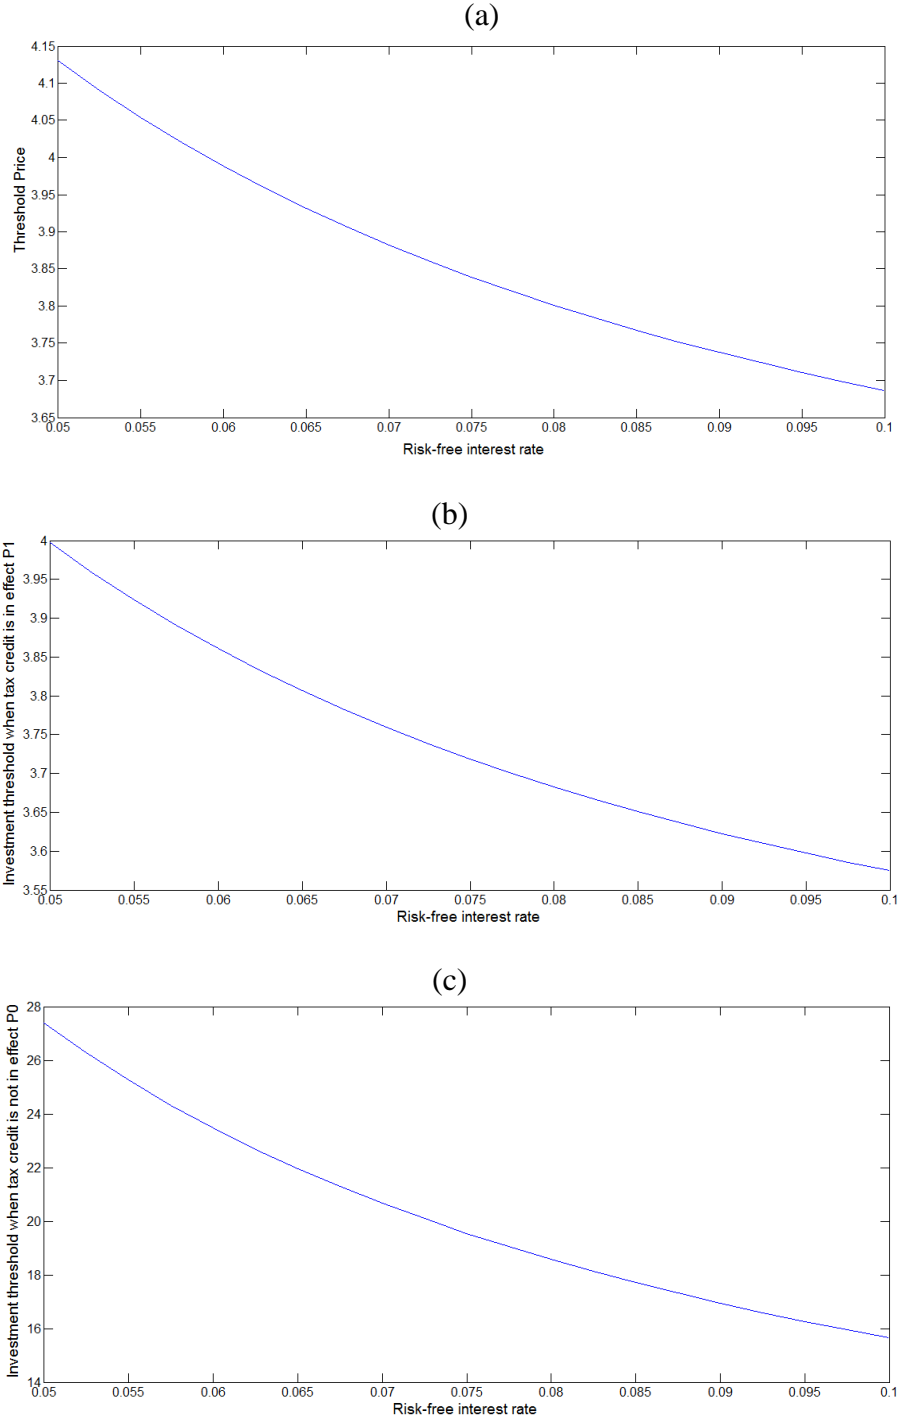 (a)
4.15
4.1
4.05
4
3.95
3.9
3.85
3.8
3.75
3.7
3.65
Threshold Price
0.05 0.055 0.06 0.065 0.07 0.075 0.08 0.085 0.09 0.095 0.1
Risk-free interest rate
(b)
4
3.95
3.9
3.85
3.8
3.75
3.7
3.65
3.6
3.55
Investment threshold when tax credit is in effect P1
0.05 0.055 0.06 0.065 0.07 0.075 0.08 0.085 0.09 0.095 0.1
Risk-free interest rate
(c)
28
26
24
22
20
18
16
14
Investment threshold when tax credit is not in effect P0
0.05 0.055 0.06 0.065 0.07 0.075 0.08 0.085 0.09 0.095 0.1
Risk-free interest rate